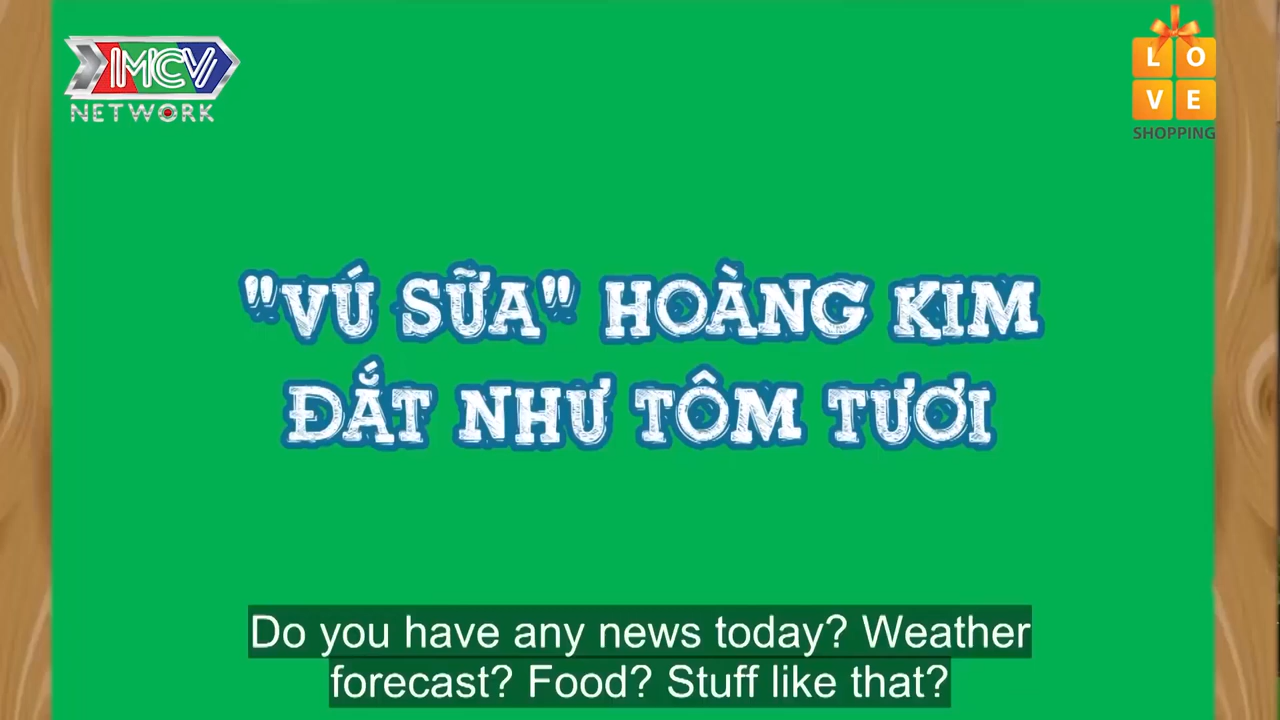 MCV
NETWORK
L O
V E
SHOPPING
"VÚ SỮA" HOÀNG KIM
ĐẮT NHƯ TÔM TƯƠI
Do you have any news today? Weather
forecast? Food? Stuff like that?